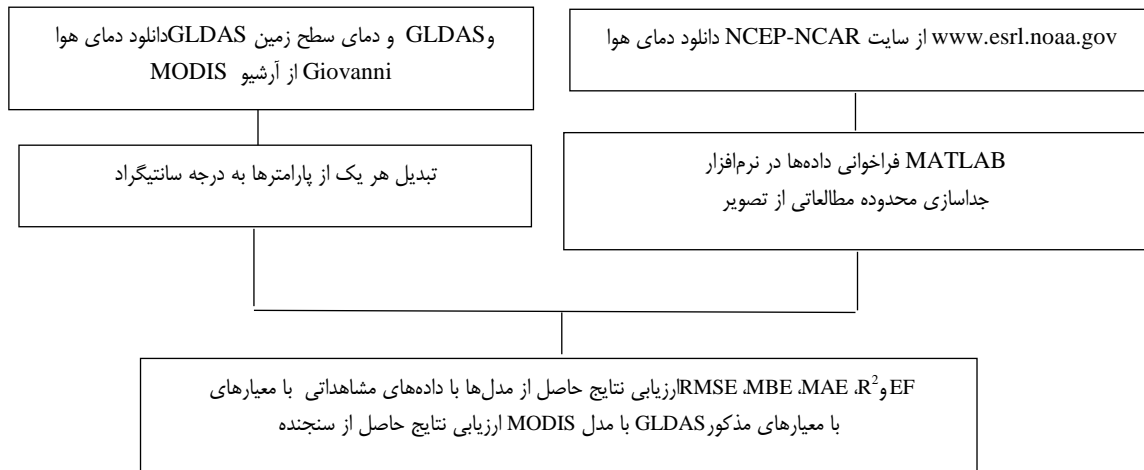 وGLDAS و دمای سطح زمین GLDASدانلود دمای هوا
Giovanni از آرشیو MODIS
www.esrl.noaa.gov از سایت NCEP-NCAR دانلود دمای هوا
تبدیل هر یک از پارامترها به درجه سانتیگراد
MATLAB فراخوانی داده‌ها در نرم‌افزار
جداسازی محدوده مطالعاتی از تصویر
EF و R²، MAE، MBE، RMSEارزیابی نتایج حاصل از مدل‌ها با داده‌های مشاهداتی با معیارهای
با معیارهای مذکور GLDAS با مدل MODIS ارزیابی نتایج حاصل از سنجنده